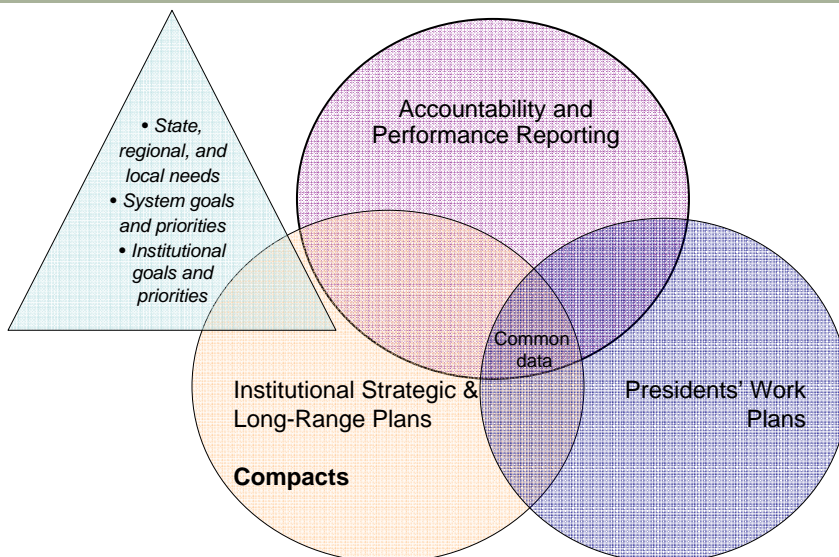 • State,
regional, and
local needs
• System goals
and priorities
• Institutional
goals and
priorities
Accountability and
Performance Reporting
Common
data
Institutional Strategic &
Long-Range Plans
Compacts
Presidents’ Work
Plans